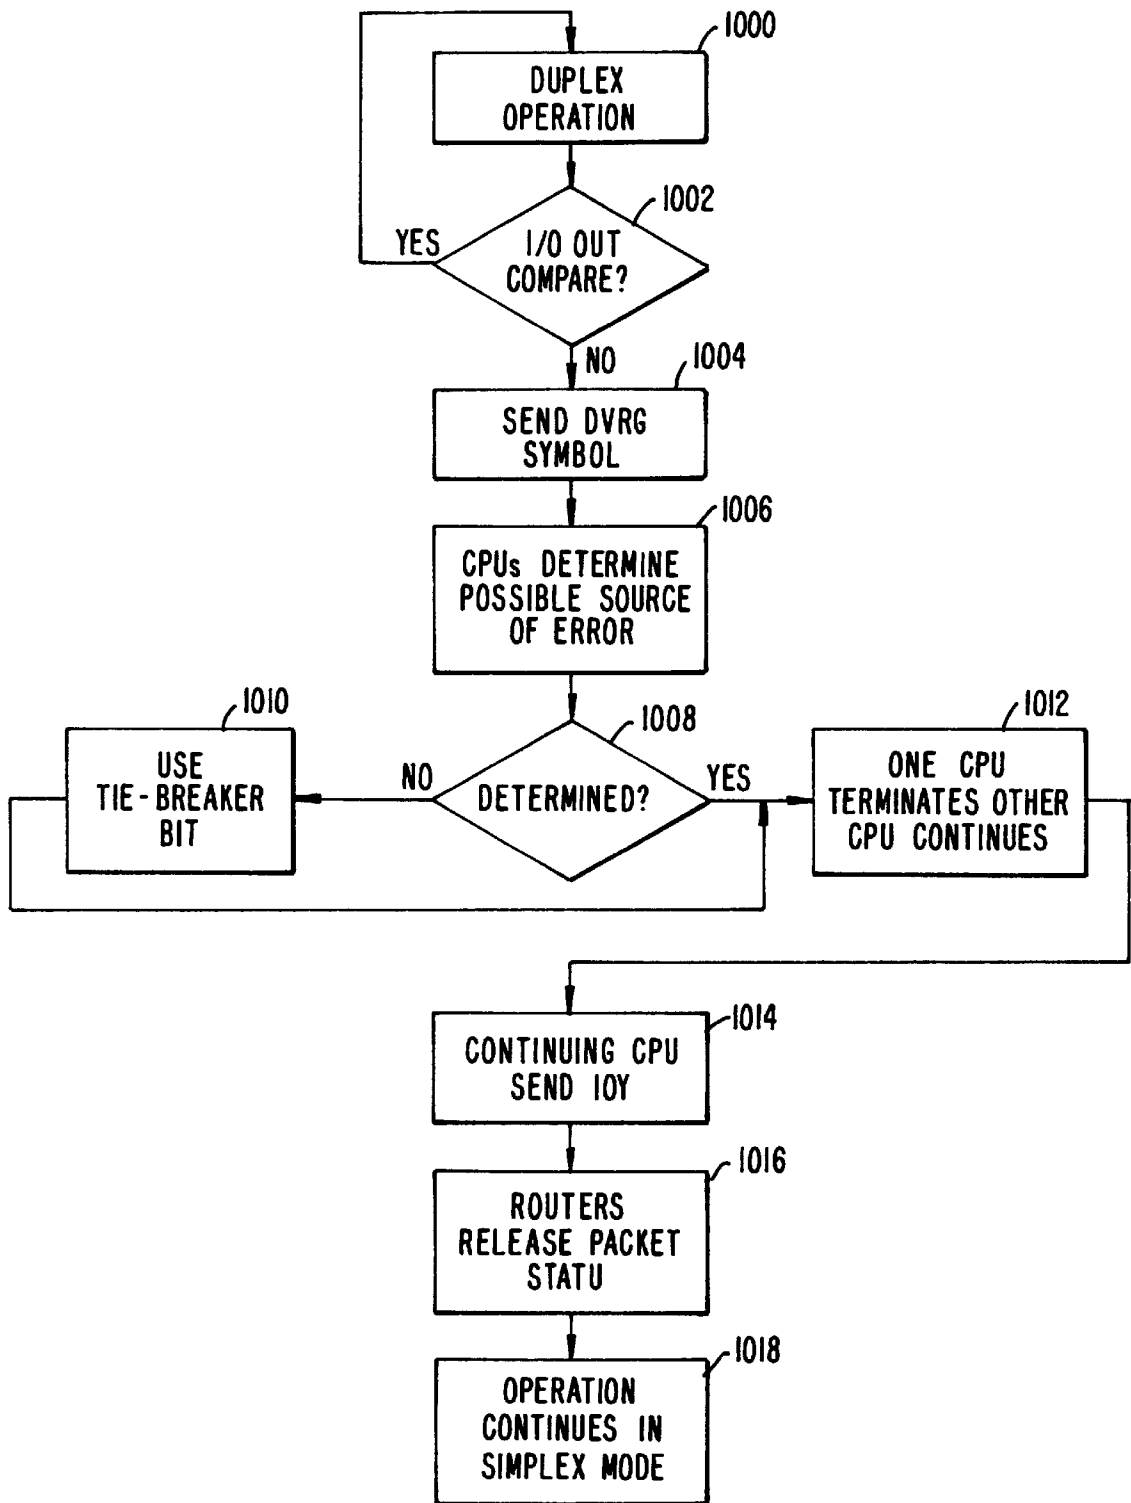 1000
DUPLEX
OPERATION
1002
YES
I/O OUT
COMPARE?
NO
1004
SEND DVRG
SYMBOL
1006
CPUs DETERMINE
POSSIBLE SOURCE
OF ERROR
1010
USE
TIE-BREAKER
BIT
1008
NO
DETERMINED?
YES
1012
ONE CPU
TERMINATES OTHER
CPU CONTINUES
1014
CONTINUING CPU
SEND IOY
1016
ROUTERS
RELEASE PACKET
STATU
1018
OPERATION
CONTINUES IN
SIMPLEX MODE